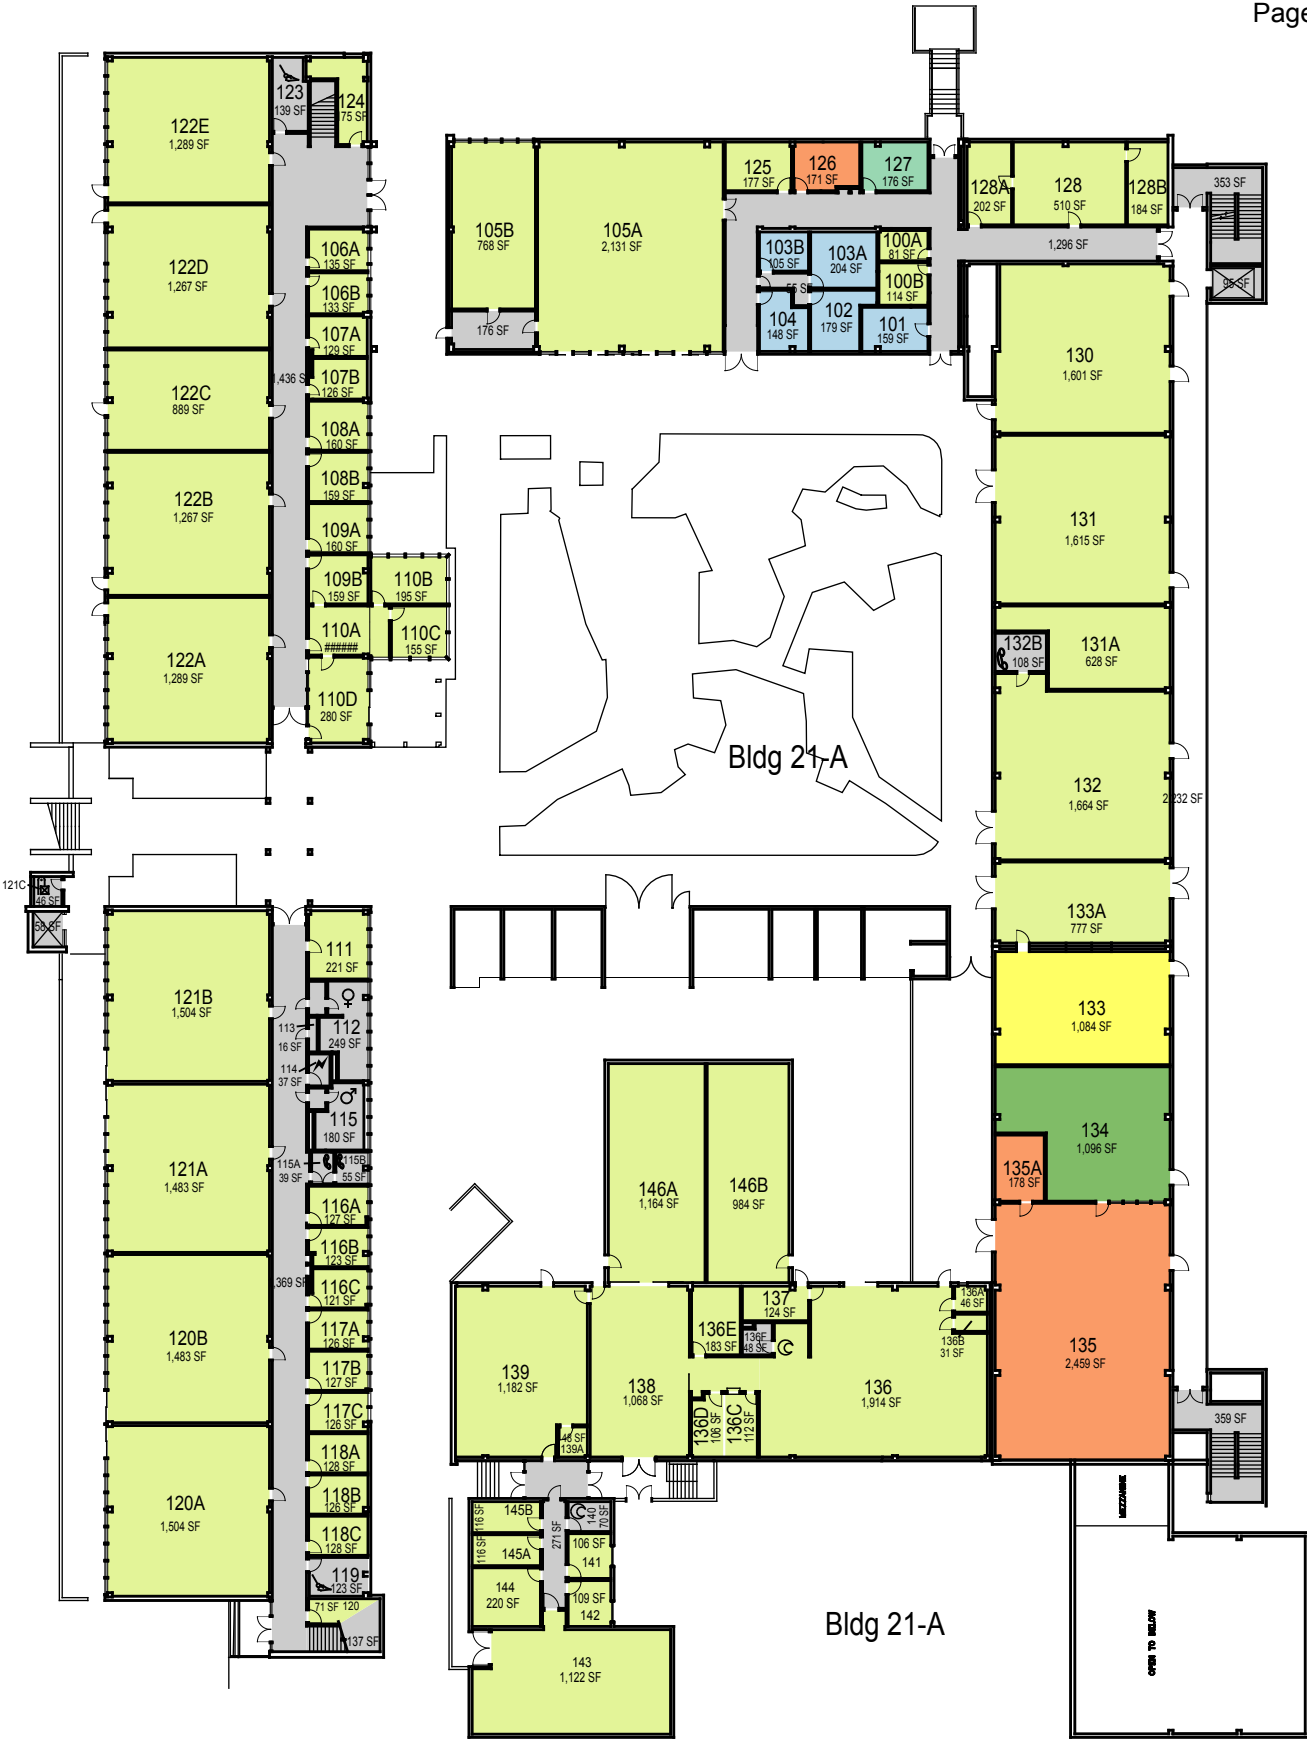 Page
123
139 SF
124
175 SF
122E
1,289 SF
122D
1,267 SF
122C
889 SF
122B
1,267 SF
122A
1,289 SF
106A
135 SF
106B
133 SF
107A
129 SF
107B
126 SF
108A
160 SF
108B
159 SF
109A
160 SF
109B
159 SF
110A
######
110B
195 SF
110C
155 SF
110D
280 SF
105B
768 SF
176 SF
105A
2,131 SF
125
177 SF
126
171 SF
127
176 SF
103B
105 SF
103A
204 SF
100A
81 SF
100B
114 SF
55 SF
104
148 SF
102
179 SF
101
159 SF
128A
202 SF
128
510 SF
128B
184 SF
1,296 SF
353 SF
95 SF
130
1,601 SF
131
1,615 SF
131A
628 SF
132B
108 SF
132
1,664 SF
133A
777 SF
133
1,084 SF
134
1,096 SF
135A
178 SF
135
2,459 SF
359 SF
Bldg 21-A
121C
46 SF
58 SF
121B
1,504 SF
121A
1,483 SF
120B
1,483 SF
120A
1,504 SF
111
221 SF
113
16 SF
112
249 SF
114
37 SF
115
180 SF
115A
39 SF
115B
55 SF
116A
127 SF
116B
123 SF
116C
121 SF
117A
126 SF
117B
127 SF
117C
126 SF
118A
128 SF
118B
126 SF
118C
128 SF
119
123 SF
71 SF 120
137 SF
146A
1,164 SF
146B
984 SF
139
1,182 SF
48 SF
139A
138
1,068 SF
136E
183 SF
137
124 SF
136F
48 SF
136A
46 SF
136B
31 SF
136
1,914 SF
136D
106 SF
136C
112 SF
116 SF
145B
116 SF
145A
271 SF
140
70 SF
106 SF
141
144
220 SF
109 SF
142
143
1,122 SF
Bldg 21-A
MEZZANINE
OPEN TO BELOW